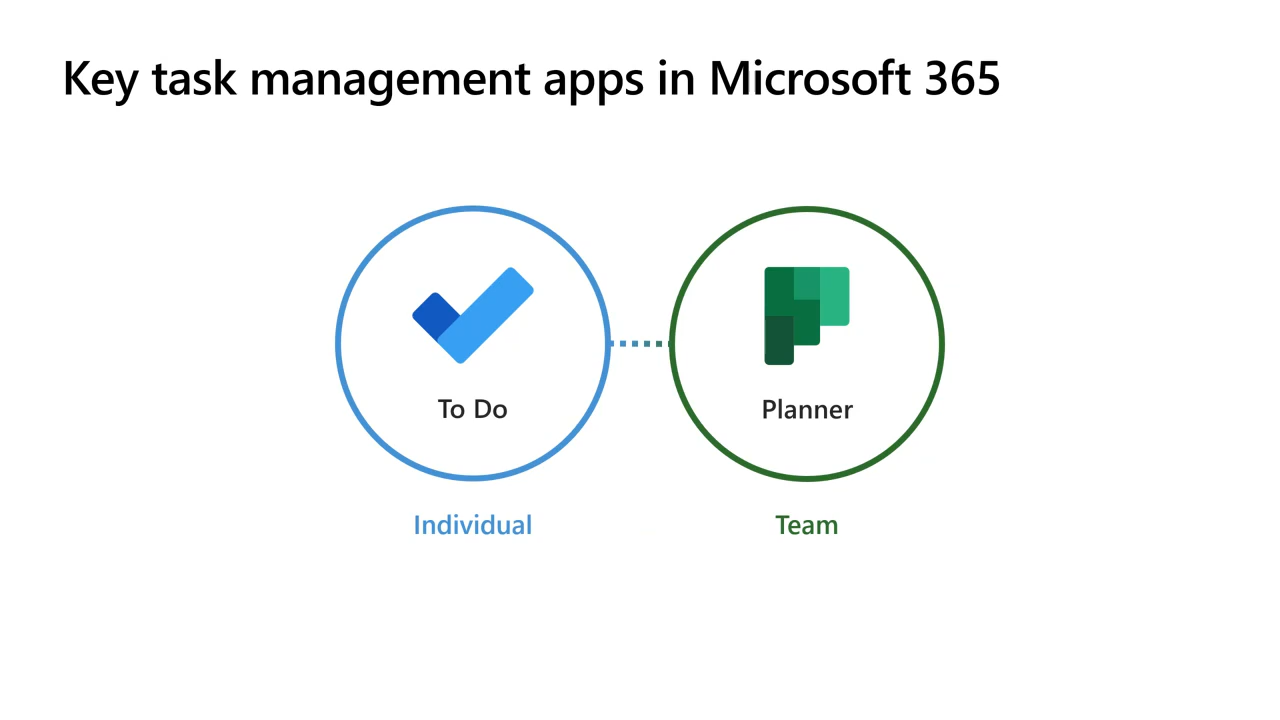 Key task management apps in Microsoft 365
To Do
Planner
Individual
Team